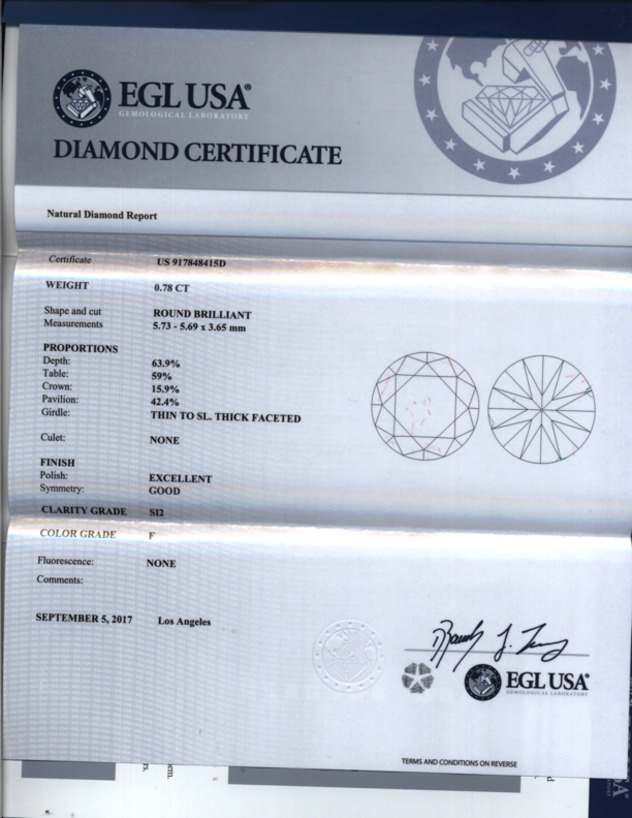 EGL USA®
GEMOLOGICAL LABORATORY
DIAMOND CERTIFICATE
Natural Diamond Report
Certificate US 917848415D
WEIGHT 0.78 CT
Shape and cut ROUND BRILLIANT
Measurements 5.73 - 5.69 x 3.65 mm
PROPORTIONS
Depth: 63.9%
Table: 59%
Crown: 15.9%
Pavilion: 42.4%
Girdle: THIN TO SL. THICK FACETED
Culet: NONE
FINISH
Polish: EXCELLENT
Symmetry: GOOD
CLARITY GRADE SI2
COLOR GRADE F
Fluorescence: NONE
Comments:
SEPTEMBER 5, 2017 Los Angeles
EGL USA®
GEMOLOGICAL LABORATORY
TERMS AND CONDITIONS ON REVERSE